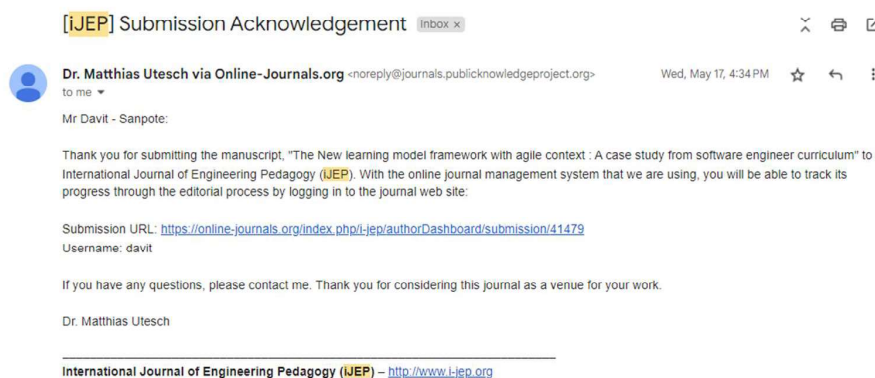 [iJEP] Submission Acknowledgement Inbox ×
Dr. Matthias Utesch via Online-Journals.org <noreply@journals.publicknowledgeproject.org> Wed, May 17, 4:34 PM
to me
Mr Davit - Sanpote:
Thank you for submitting the manuscript, "The New learning model framework with agile context : A case study from software engineer curriculum" to
International Journal of Engineering Pedagogy (iJEP). With the online journal management system that we are using, you will be able to track its
progress through the editorial process by logging in to the journal web site:
Submission URL: https://online-journals.org/index.php/i-jep/authorDashboard/submission/41479
Username: davit
If you have any questions, please contact me. Thank you for considering this journal as a venue for your work.
Dr. Matthias Utesch
International Journal of Engineering Pedagogy (iJEP) – http://www.i-jep.org